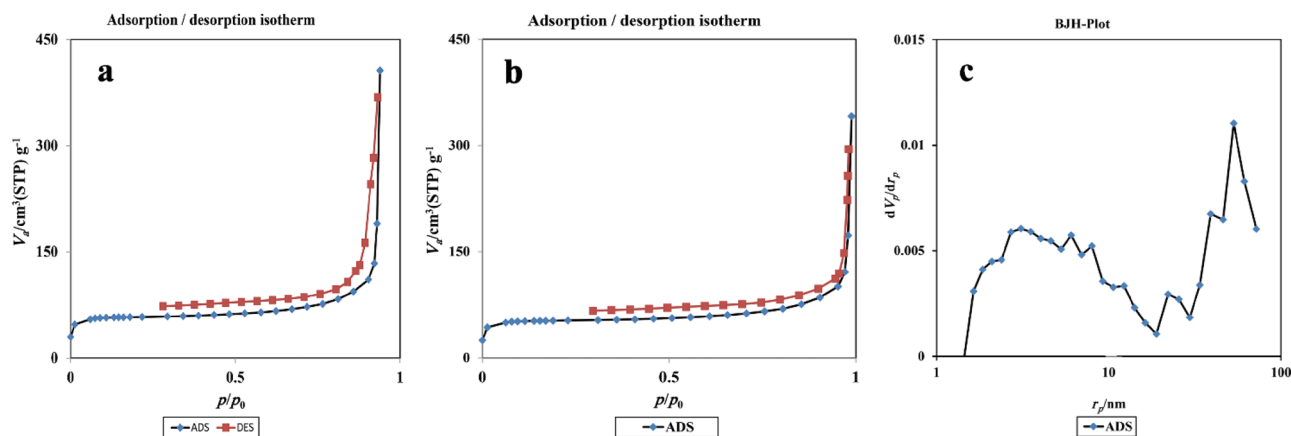 Adsorption / desorption isotherm
a
450
300
150
0
0
0.5
1
Vₐ/cm³(STP) g⁻¹
p/p₀
ADS
DES
Adsorption / desorption isotherm
b
450
300
150
0
0
0.5
1
Vₐ/cm³(STP) g⁻¹
p/p₀
ADS
BJH-Plot
c
0.015
0.01
0.005
0
1
10
100
dVₚ/drₚ
rₚ/nm
ADS